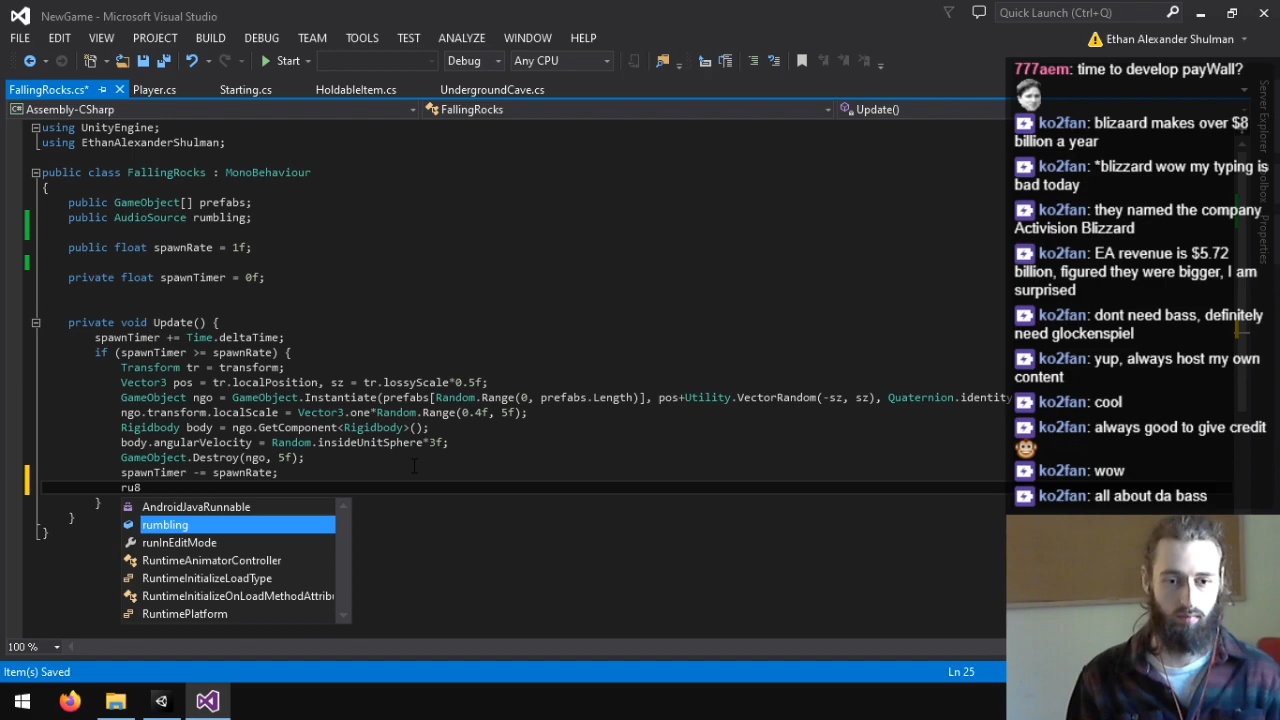 NewGame - Microsoft Visual Studio
Quick Launch (Ctrl+Q)
FILE EDIT VIEW PROJECT BUILD DEBUG TEAM TOOLS TEST ANALYZE WINDOW HELP
Ethan Alexander Shulman
Start Debug Any CPU
FallingRocks.cs* Player.cs Starting.cs HoldableItem.cs UndergroundCave.cs
Assembly-CSharp FallingRocks Update()
using UnityEngine;
using EthanAlexanderShulman;
public class FallingRocks : MonoBehaviour
{
public GameObject[] prefabs;
public AudioSource rumbling;
public float spawnRate = 1f;
private float spawnTimer = 0f;
private void Update() {
spawnTimer += Time.deltaTime;
if (spawnTimer >= spawnRate) {
Transform tr = transform;
Vector3 pos = tr.localPosition, sz = tr.lossyScale*0.5f;
GameObject ngo = GameObject.Instantiate(prefabs[Random.Range(0, prefabs.Length)], pos+Utility.VectorRandom(-sz, sz), Quaternion.identity
ngo.transform.localScale = Vector3.one*Random.Range(0.4f, 5f);
Rigidbody body = ngo.GetComponent<Rigidbody>();
body.angularVelocity = Random.insideUnitSphere*3f;
GameObject.Destroy(ngo, 5f);
spawnTimer -= spawnRate;
ru8
}
}
}
AndroidJavaRunnable
rumbling
runInEditMode
RuntimeAnimatorController
RuntimeInitializeLoadType
RuntimeInitializeOnLoadMethodAttribu
RuntimePlatform
100 %
Item(s) Saved
Ln 25
777aem: time to develop payWall?
ko2fan: blizaard makes over $8
billion a year
ko2fan: *blizzard wow my typing is
bad today
ko2fan: they named the company
Activision Blizzard
ko2fan: EA revenue is $5.72
billion, figured they were bigger, I am
surprised
ko2fan: dont need bass, definitely
need glockenspiel
ko2fan: yup, always host my own
content
ko2fan: cool
ko2fan: always good to give credit
ko2fan: wow
ko2fan: all about da bass
Server Explorer
Toolbox
Properties